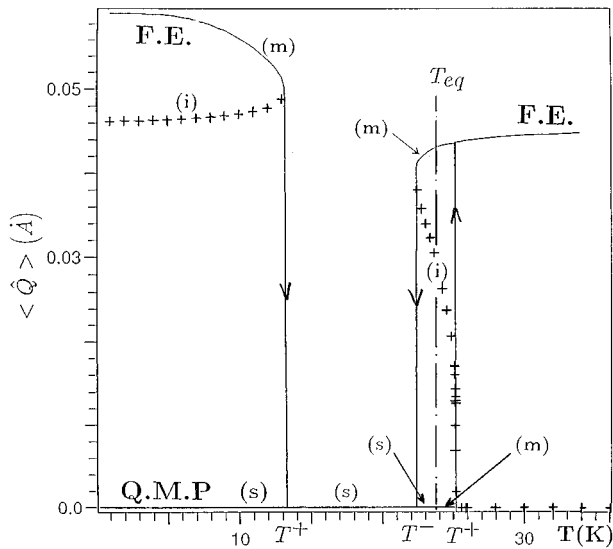 F.E.
(m)
T_eq
0.05
(i)
(m)
F.E.
< Q̂ > (Å)
0.03
(i)
(s)
(m)
Q.M.P
(s)
(s)
0.0
10
T⁺
T⁻
T⁺
30
T(K)